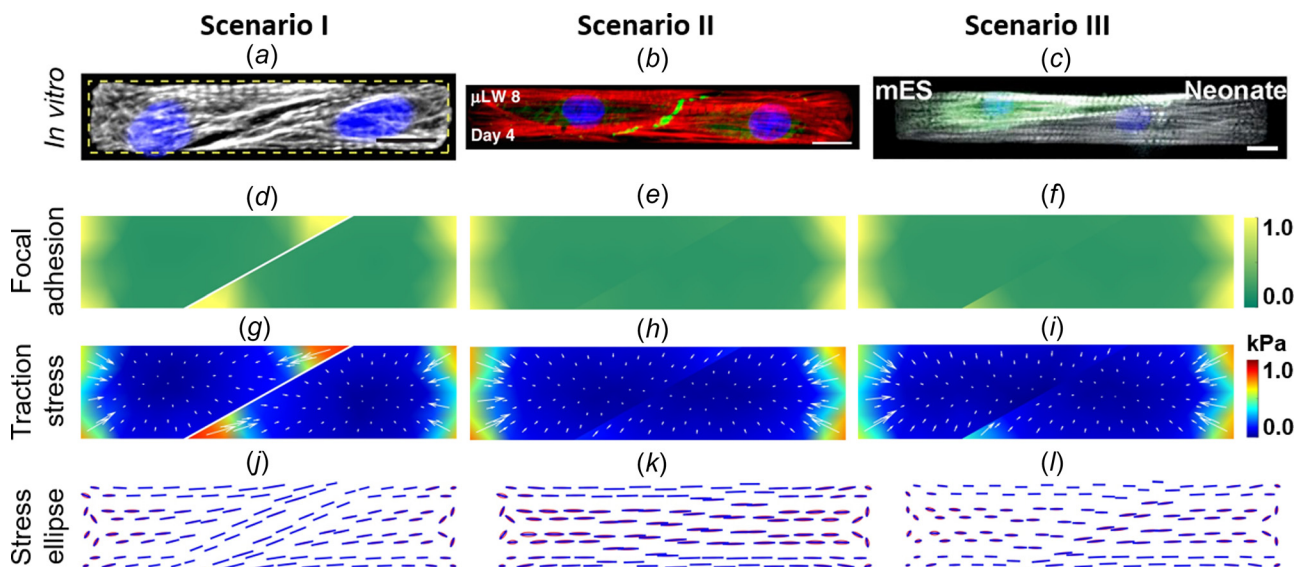 Scenario I Scenario II Scenario III
(a) (b) (c)
In vitro
µLW 8
Day 4
mES Neonate
(d) (e) (f)
Focal
adhesion
1.0
0.0
(g) (h) (i)
Traction
stress
kPa
1.0
0.0
(j) (k) (l)
Stress
ellipse